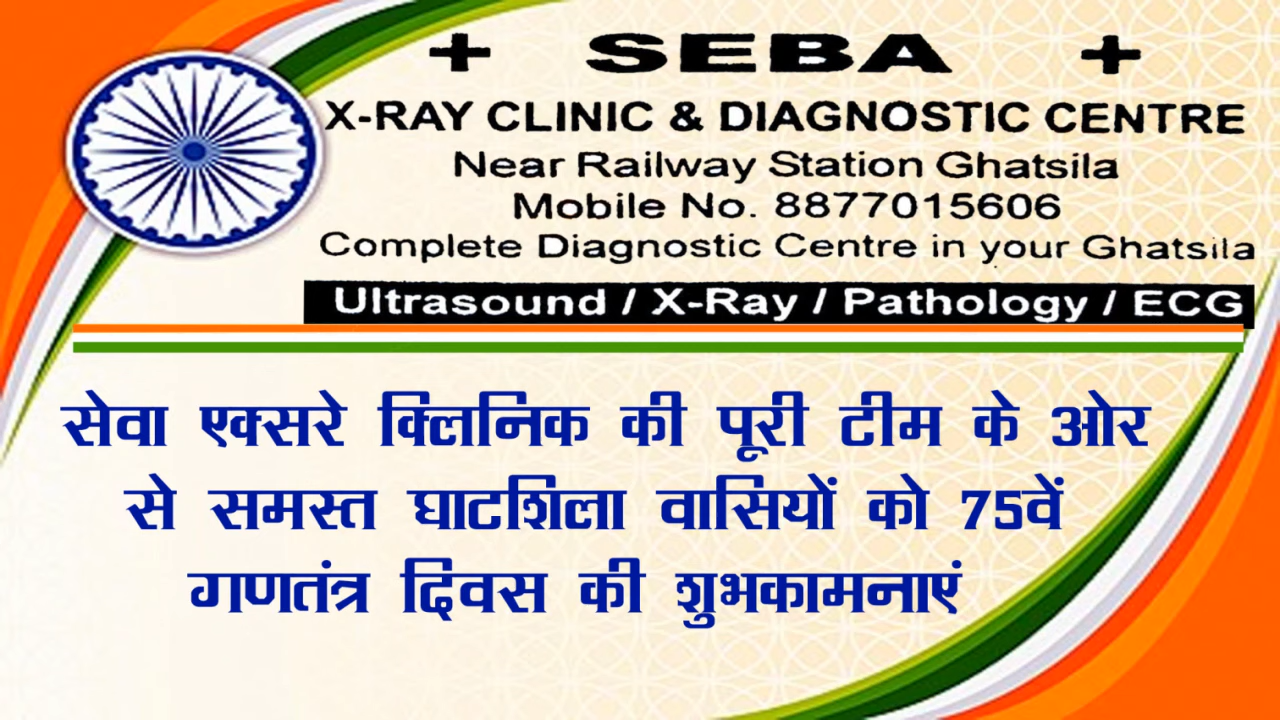 + SEBA +
X-RAY CLINIC & DIAGNOSTIC CENTRE
Near Railway Station Ghatsila
Mobile No. 8877015606
Complete Diagnostic Centre in your Ghatsila
Ultrasound / X-Ray / Pathology / ECG
सेवा एक्सरे क्लिनिक की पूरी टीम के ओर
से समस्त घाटशिला वासियों को 75वें
गणतंत्र दिवस की शुभकामनाएं